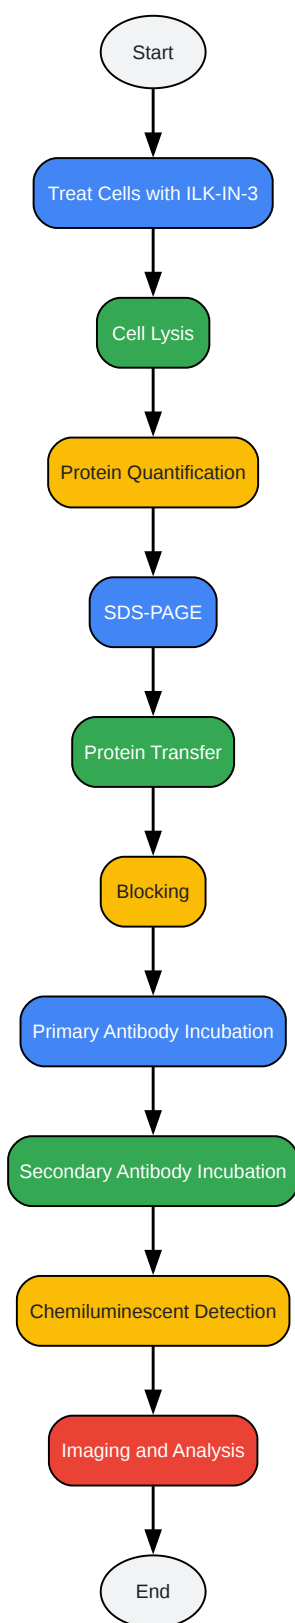 Start
Treat Cells with ILK-IN-3
Cell Lysis
Protein Quantification
SDS-PAGE
Protein Transfer
Blocking
Primary Antibody Incubation
Secondary Antibody Incubation
Chemiluminescent Detection
Imaging and Analysis
End